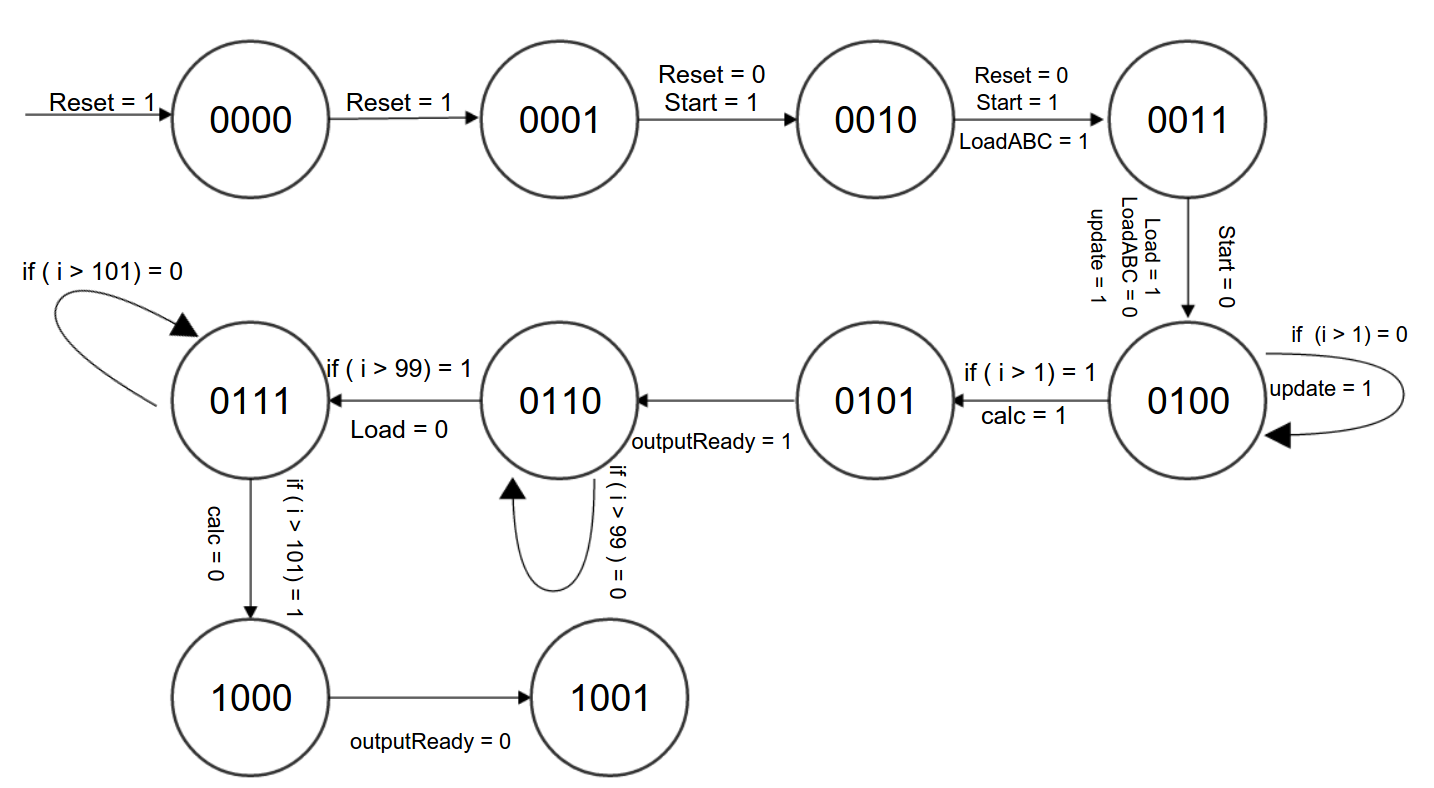 Reset = 1
0000
Reset = 1
0001
Reset = 0
Start = 1
0010
Reset = 0
Start = 1
LoadABC = 1
0011
Start = 0
Load = 1
LoadABC = 0
update = 1
if ( i > 101) = 0
0111
if ( i > 99) = 1
Load = 0
0110
outputReady = 1
0101
if ( i > 1) = 1
calc = 1
0100
if (i > 1) = 0
update = 1
if ( i > 99 ) = 0
if ( i > 101) = 1
calc = 0
1000
outputReady = 0
1001